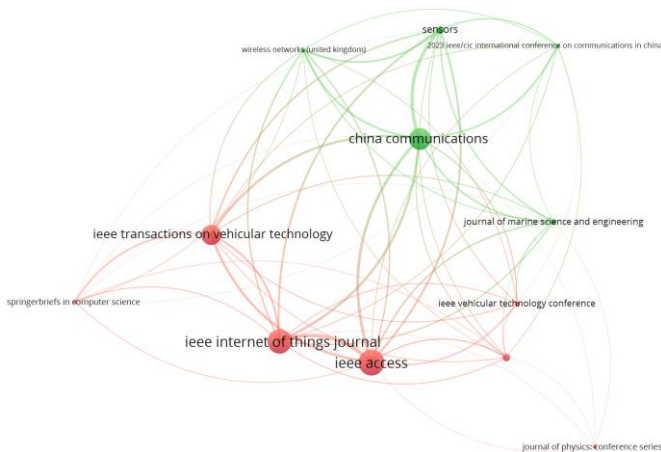 sensors
2023 ieee/cic international conference on communications in china
wireless networks (united kingdom)
china communications
journal of marine science and engineering
ieee transactions on vehicular technology
springerbriefs in computer science
ieee vehicular technology conference
ieee internet of things journal
ieee access
journal of physics: conference series